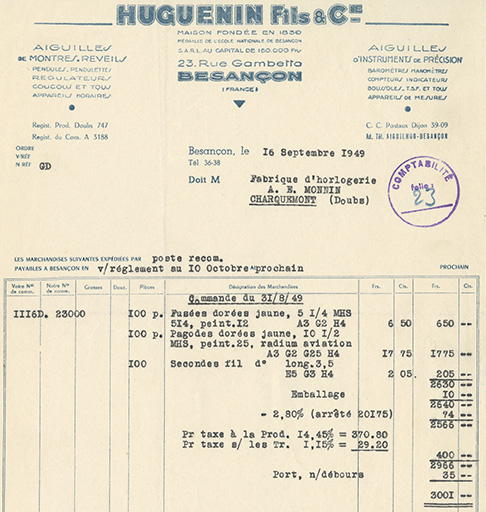 HUGUENIN Fils & Cie
MAISON FONDÉE EN 1830
MÉDAILLE DE L'ÉCOLE NATIONALE DE BESANÇON
S.A.R.L. AU CAPITAL DE 150.000 Frs
23, Rue Gambetta
BESANÇON
(FRANCE)
AIGUILLES
DE MONTRES, REVEILS
PENDULES, PENDULETTES
REGULATEURS
COUCOUS ET TOUS
APPAREILS HORAIRES
AIGUILLES
D'INSTRUMENTS DE PRÉCISION
BAROMÈTRES MANOMÈTRES
COMPTEURS INDICATEURS
BOUSSOLES, T.S.F. ET TOUS
APPAREILS DE MESURES
Regist. Prod. Doubs 747
Regist. du Com. A 3188
C. C. Postaux Dijon 39-09
Ad. Tél. AIGUILHUG-BESANÇON
ORDRE
V/RÉF
N RÉF GD
Besançon, le 16 Septembre 1949
Tél. 36-38
Doit M Fabrique d'horlogerie
A. E. MONNIN
CHARQUEMONT (Doubs)
COMPTABILITÉ
folio:
23
LES MARCHANDISES SUIVANTES EXPÉDIÉES PAR poste recom.
PAYABLES A BESANÇON EN v/réglement au 10 Octobre AU prochain PROCHAIN
Votre No de comm. Notre No de comm. Grosses Douz. Pièces Désignation des Marchandises Frs. Cts. Frs. Cts.
Commande du 31/8/49
III6D. 23000 100 p. Fusées dorées jaune, 5 1/4 MHS
514, peint.12 A3 G2 H4 6 50 650 --
100 p. Pagodes dorées jaune, 10 1/2
MHS, peint.25, radium aviation
A3 G2 G25 H4 17 75 1775 --
100 Secondes fil d° long.3,5
E5 G3 H4 2 05. 205 --
2630 --
Emballage 10 --
2640 --
- 2,80% (arrêté 20175) 74 --
2566 --
Pr taxe à la Prod. 14,45% = 370.80
Pr taxe s/ les Tr. 1,15% = 29.20
400 --
2966 --
Port, n/débours 35 --
3001 --